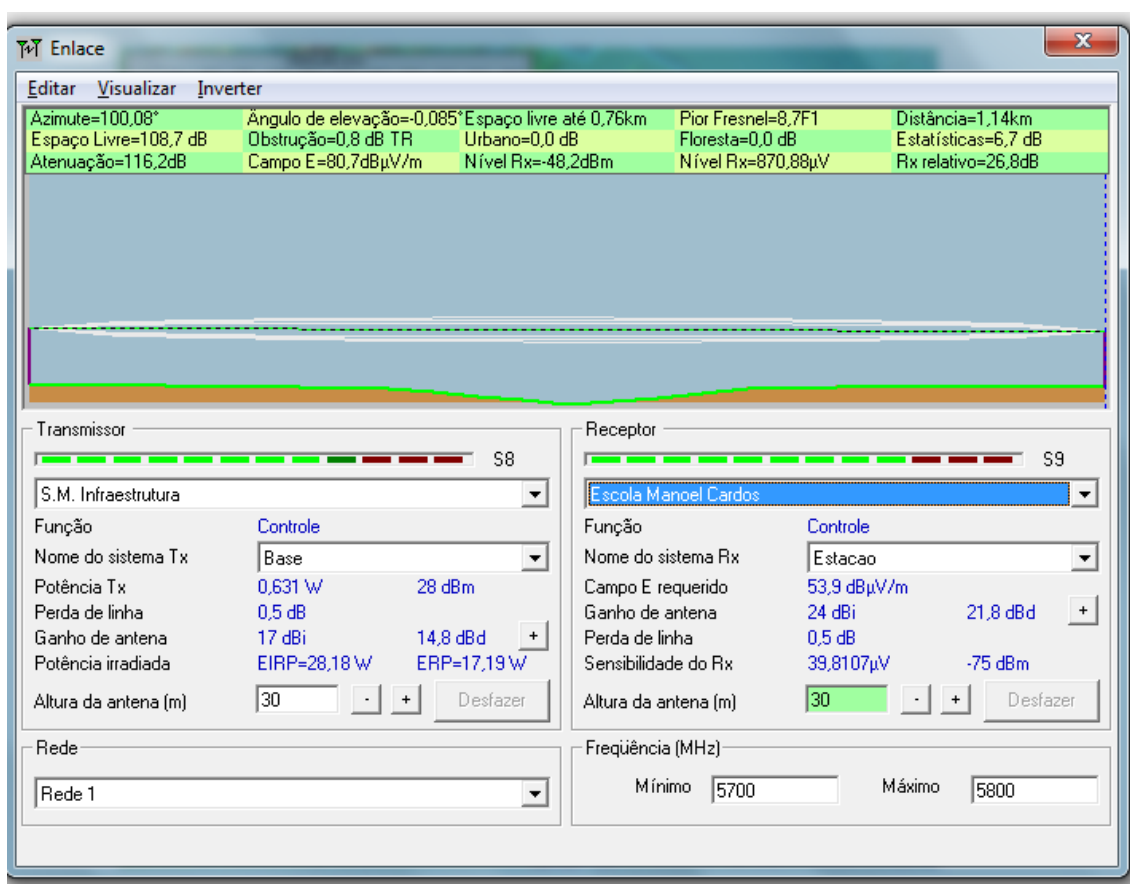 Enlace
Editar Visualizar Inverter
Azimute=100,08° Ângulo de elevação=-0,085° Espaço livre até 0,76km Pior Fresnel=8,7F1 Distância=1,14km
Espaço Livre=108,7 dB Obstrução=0,8 dB TR Urbano=0,0 dB Floresta=0,0 dB Estatísticas=6,7 dB
Atenuação=116,2dB Campo E=80,7dBµV/m Nível Rx=-48,2dBm Nível Rx=870,88µV Rx relativo=26,8dB
Transmissor
S8
S.M. Infraestrutura
Função Controle
Nome do sistema Tx Base
Potência Tx 0,631 W 28 dBm
Perda de linha 0,5 dB
Ganho de antena 17 dBi 14,8 dBd +
Potência irradiada EIRP=28,18 W ERP=17,19 W
Altura da antena (m) 30 - + Desfazer
Receptor
S9
Escola Manoel Cardos
Função Controle
Nome do sistema Rx Estacao
Campo E requerido 53,9 dBµV/m
Ganho de antena 24 dBi 21,8 dBd +
Perda de linha 0,5 dB
Sensibilidade do Rx 39,8107µV -75 dBm
Altura da antena (m) 30 - + Desfazer
Rede
Rede 1
Freqüência (MHz)
Mínimo 5700 Máximo 5800